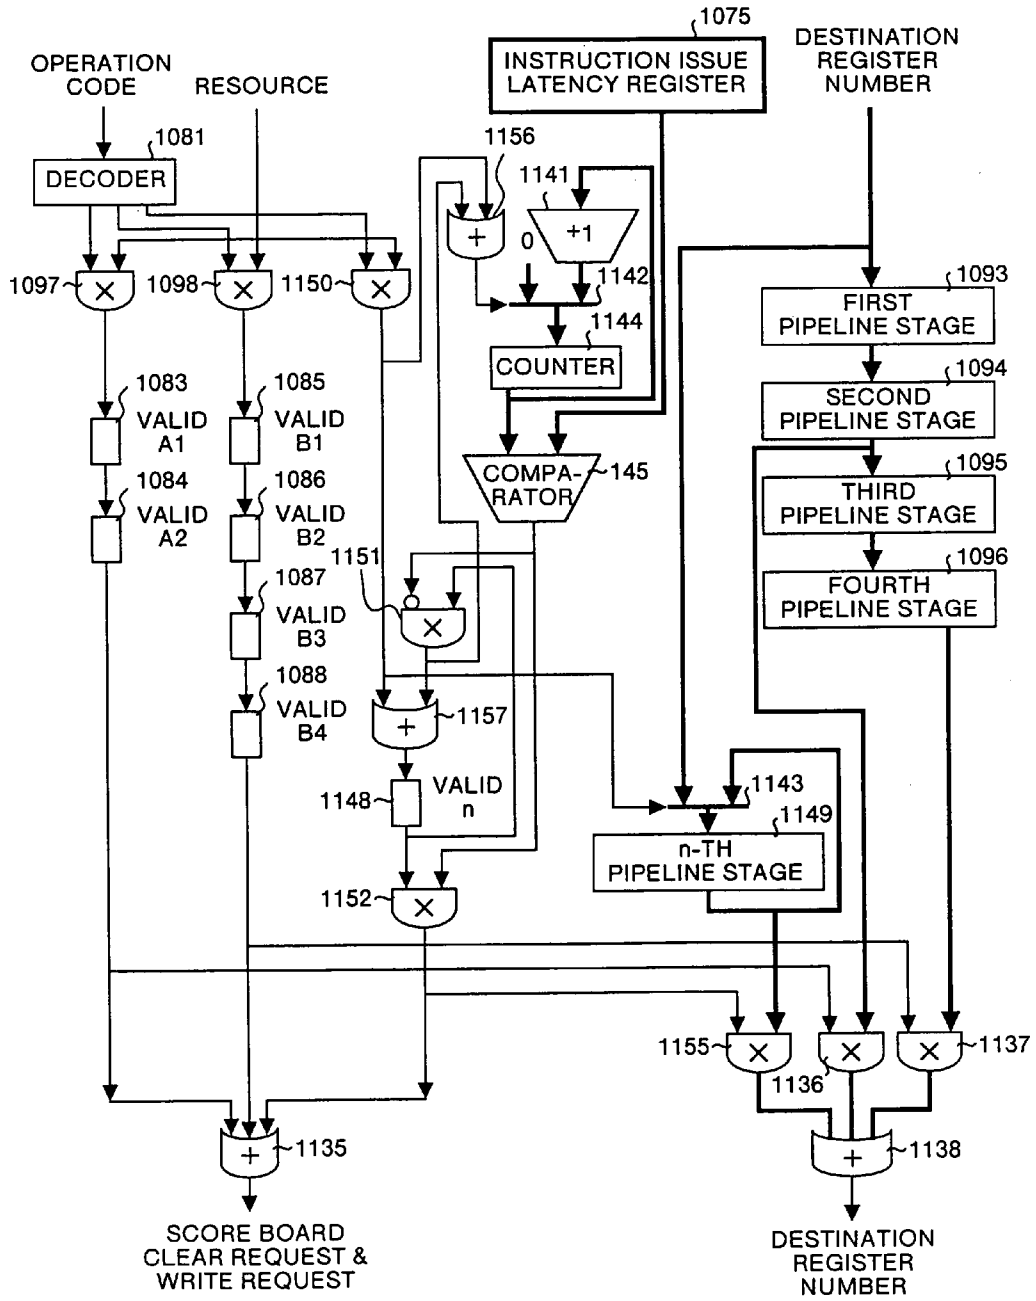 1075
OPERATION
CODE
RESOURCE
INSTRUCTION ISSUE
LATENCY REGISTER
DESTINATION
REGISTER
NUMBER
1081
DECODER
1156
1141
+1
+
0
1142
1097
×
1098
×
1150
×
1093
FIRST
PIPELINE STAGE
1144
COUNTER
1094
SECOND
PIPELINE STAGE
1083
VALID
A1
1085
VALID
B1
COMPA-
RATOR
145
1095
THIRD
PIPELINE STAGE
1084
VALID
A2
1086
VALID
B2
1096
FOURTH
PIPELINE STAGE
1151
×
1087
VALID
B3
1088
VALID
B4
+
1157
1148
VALID
n
1143
1149
n-TH
PIPELINE STAGE
1152
×
1155
×
1136
×
×
1137
+
1135
+
1138
SCORE BOARD
CLEAR REQUEST &
WRITE REQUEST
DESTINATION
REGISTER
NUMBER